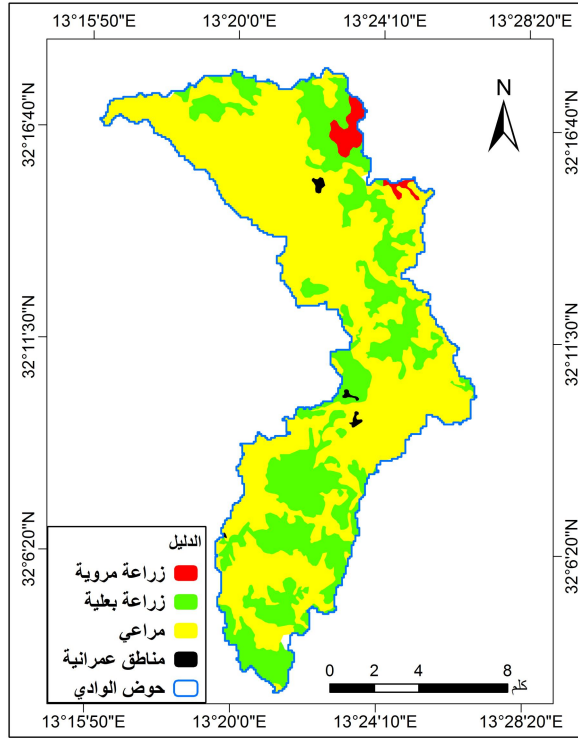 13°15'50"E 13°20'0"E 13°24'10"E 13°28'20"E
N
32°16'40"N 32°16'40"N
32°11'30"N 32°11'30"N
32°6'20"N 32°6'20"N
الدليل
زراعة مروية
زراعة بعلية
مراعي
مناطق عمرانية
حوض الوادي
0 2 4 8
كلم
13°15'50"E 13°20'0"E 13°24'10"E 13°28'20"E